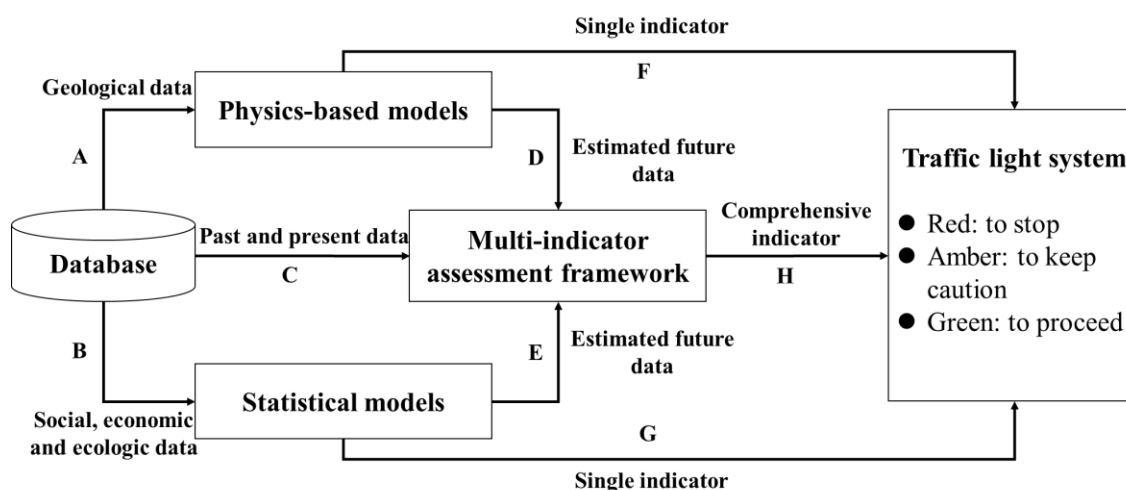 Single indicator
F
Geological data
Physics-based models
A
D
Estimated future
data
Traffic light system
Red: to stop
Amber: to keep
caution
Green: to proceed
Database
Past and present data
C
Multi-indicator
assessment framework
Comprehensive
indicator
H
B
E
Estimated future
data
Social, economic
and ecologic data
Statistical models
G
Single indicator